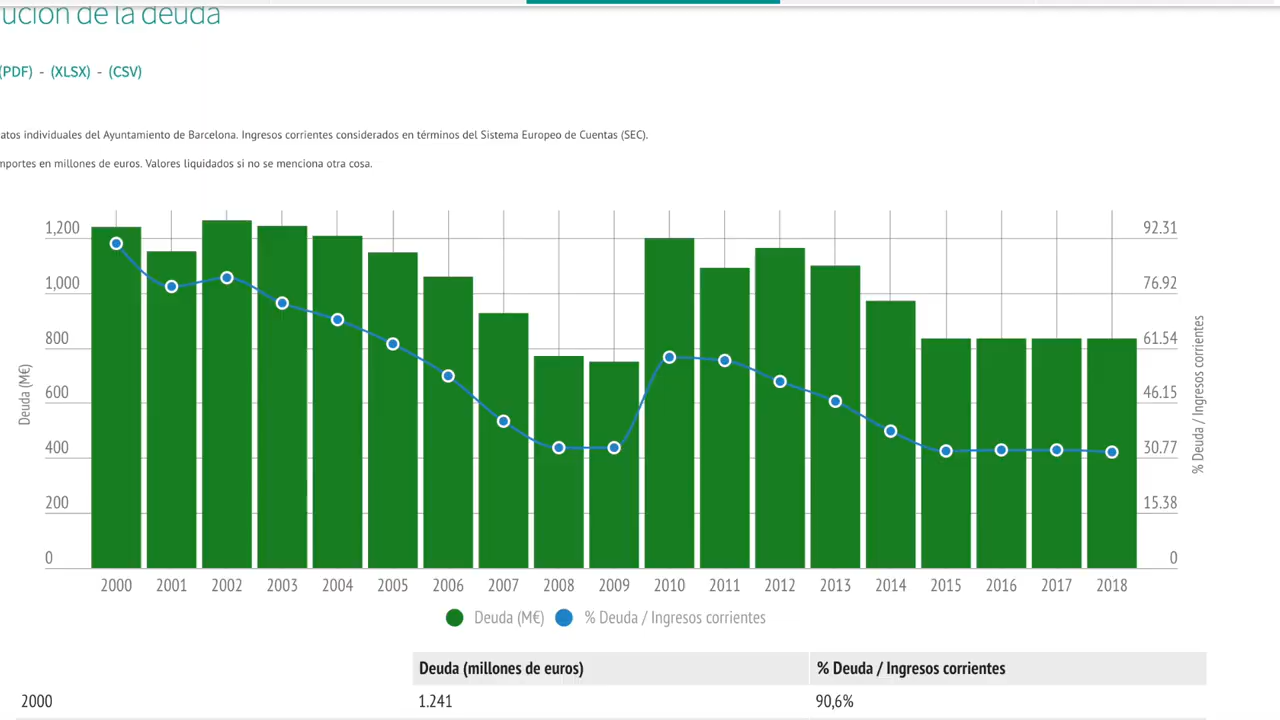 ución de la deuda
(PDF) - (XLSX) - (CSV)
atos individuales del Ayuntamiento de Barcelona. Ingresos corrientes considerados en términos del Sistema Europeo de Cuentas (SEC).
mportes en millones de euros. Valores liquidados si no se menciona otra cosa.
1,200 92.31
1,000 76.92
800 61.54
600 46.15
400 30.77
200 15.38
0 0
Deuda (M€)
% Deuda / Ingresos corrientes
2000 2001 2002 2003 2004 2005 2006 2007 2008 2009 2010 2011 2012 2013 2014 2015 2016 2017 2018
Deuda (M€) % Deuda / Ingresos corrientes
Deuda (millones de euros) % Deuda / Ingresos corrientes
2000 1.241 90,6%